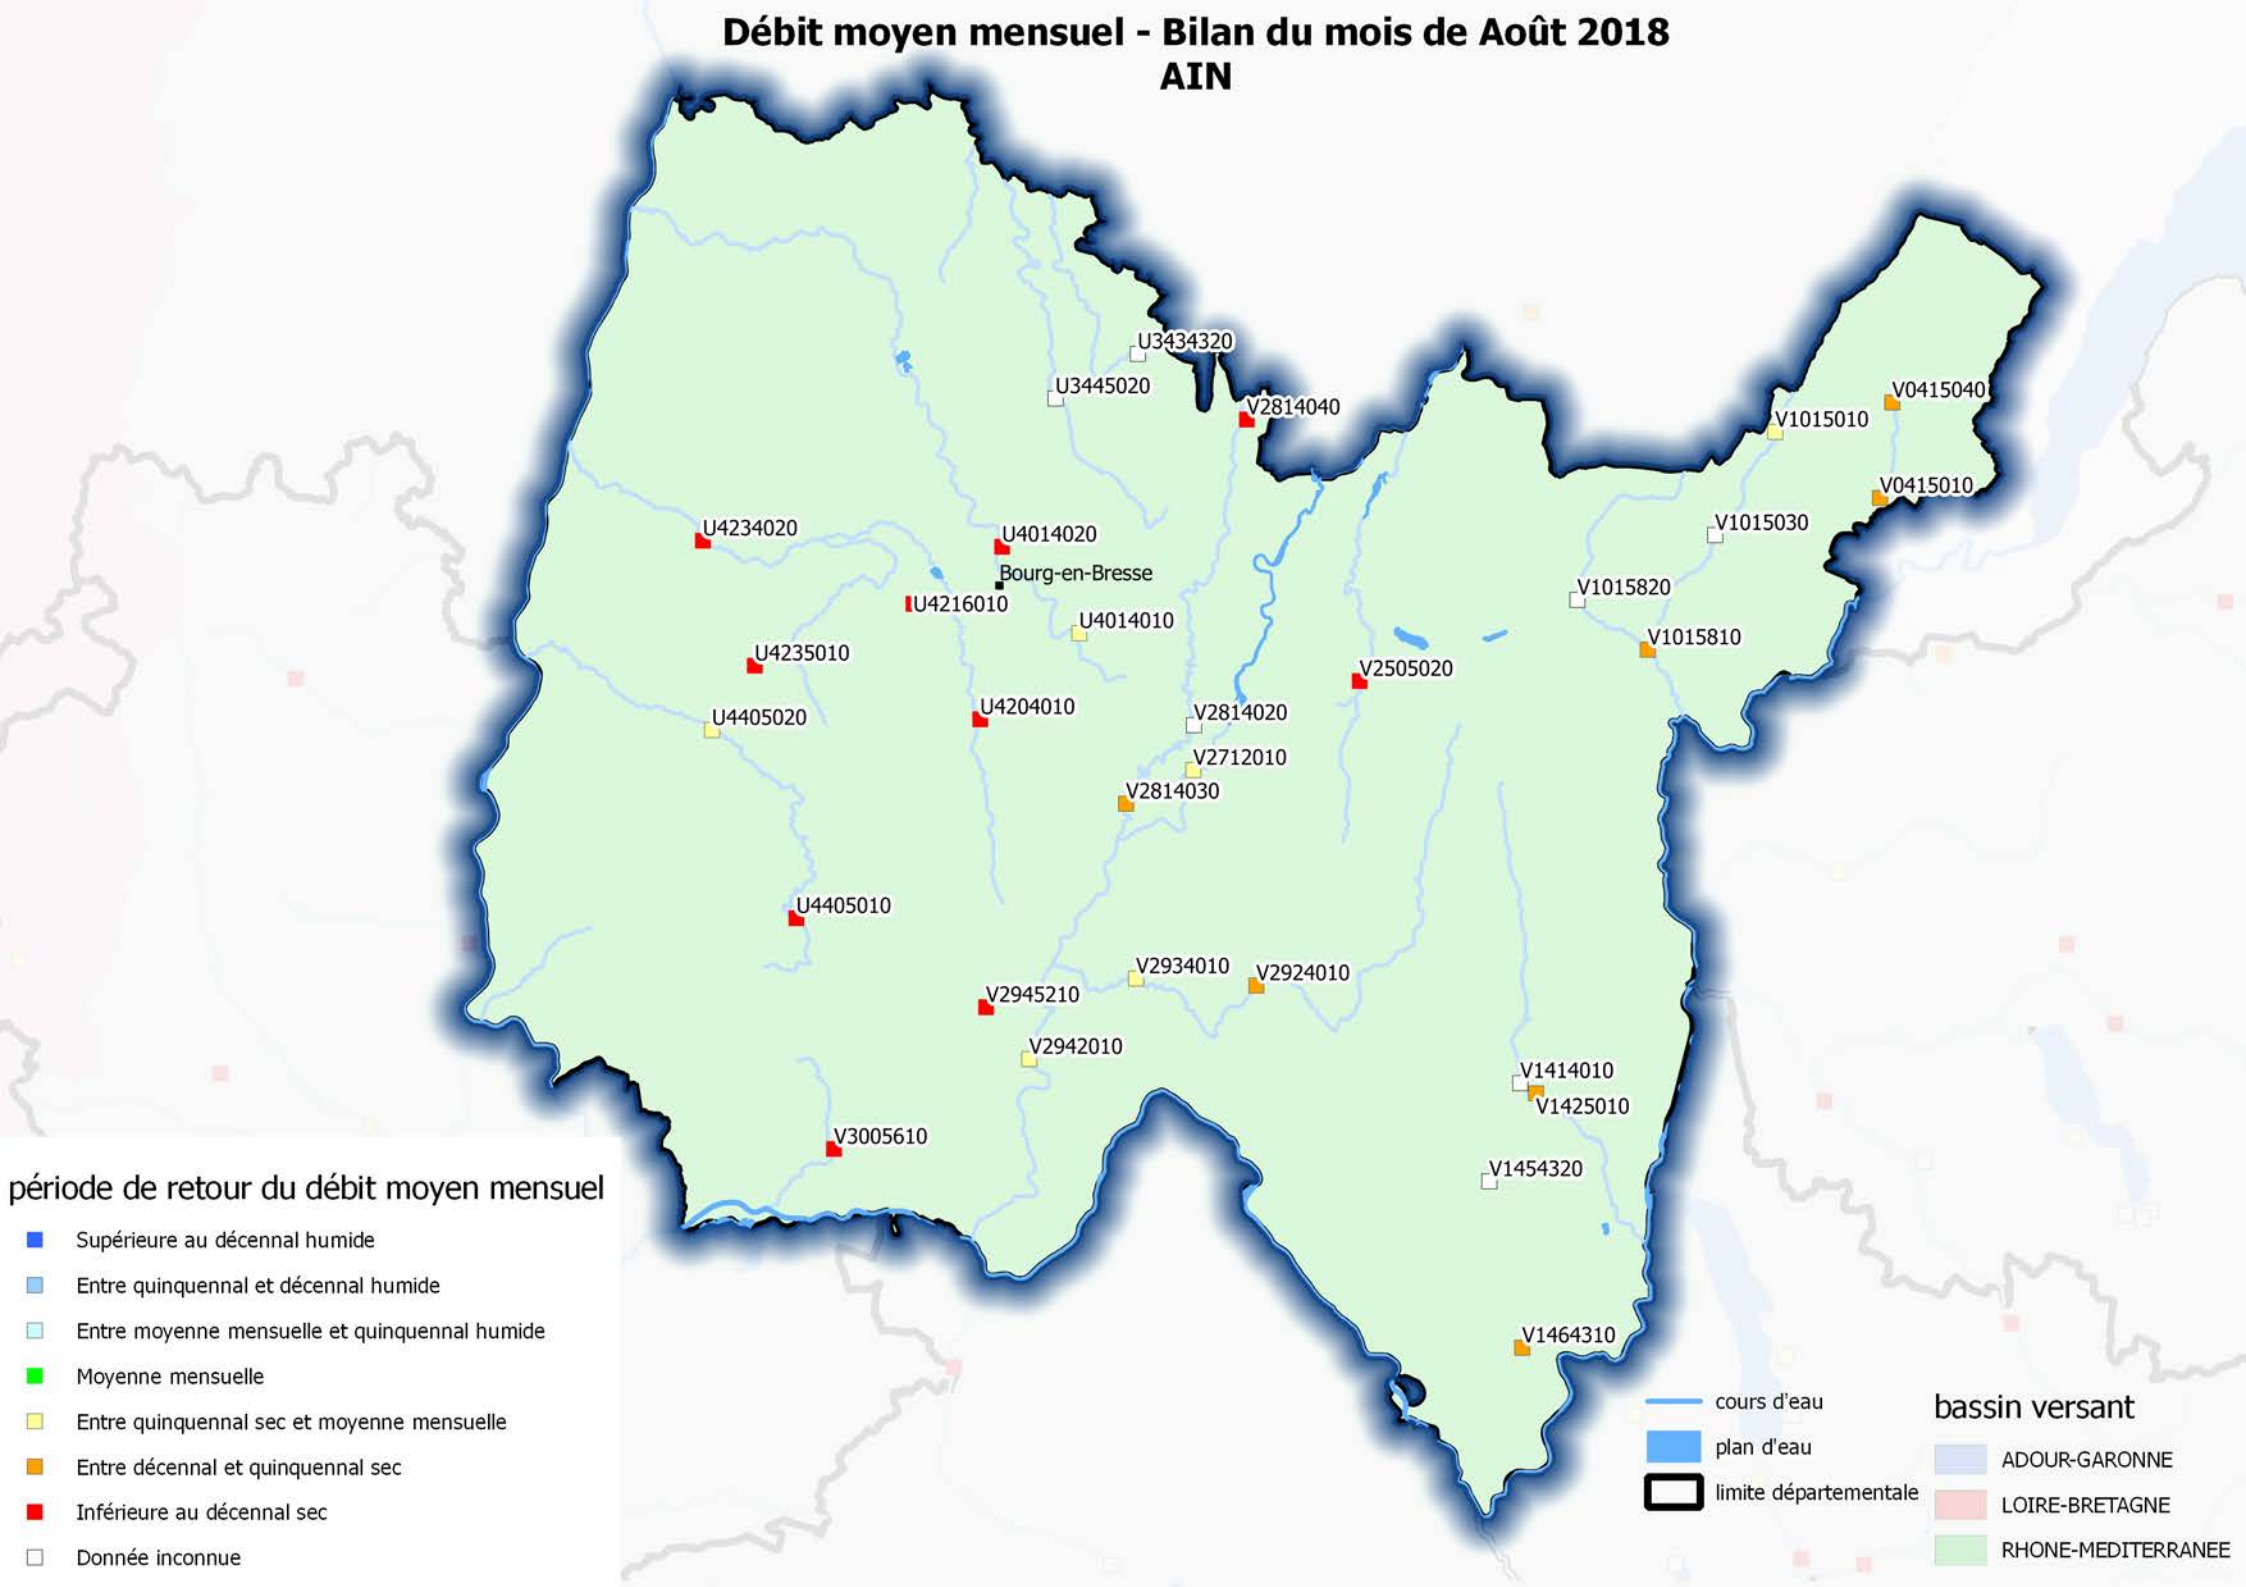 Débit moyen mensuel - Bilan du mois de Août 2018
AIN
U3434320
U3445020
V2814040
V0415040
V1015010
V0415010
V1015030
U4234020
U4014020
Bourg-en-Bresse
V1015820
U4216010
U4014010
V1015810
U4235010
V2505020
U4405020
U4204010
V2814020
V2712010
V2814030
U4405010
V2934010
V2924010
V2945210
V2942010
V1414010
V1425010
V3005610
V1454320
V1464310
période de retour du débit moyen mensuel
Supérieure au décennal humide
Entre quinquennal et décennal humide
Entre moyenne mensuelle et quinquennal humide
Moyenne mensuelle
Entre quinquennal sec et moyenne mensuelle
Entre décennal et quinquennal sec
Inférieure au décennal sec
Donnée inconnue
cours d'eau
plan d'eau
limite départementale
bassin versant
ADOUR-GARONNE
LOIRE-BRETAGNE
RHONE-MEDITERRANEE